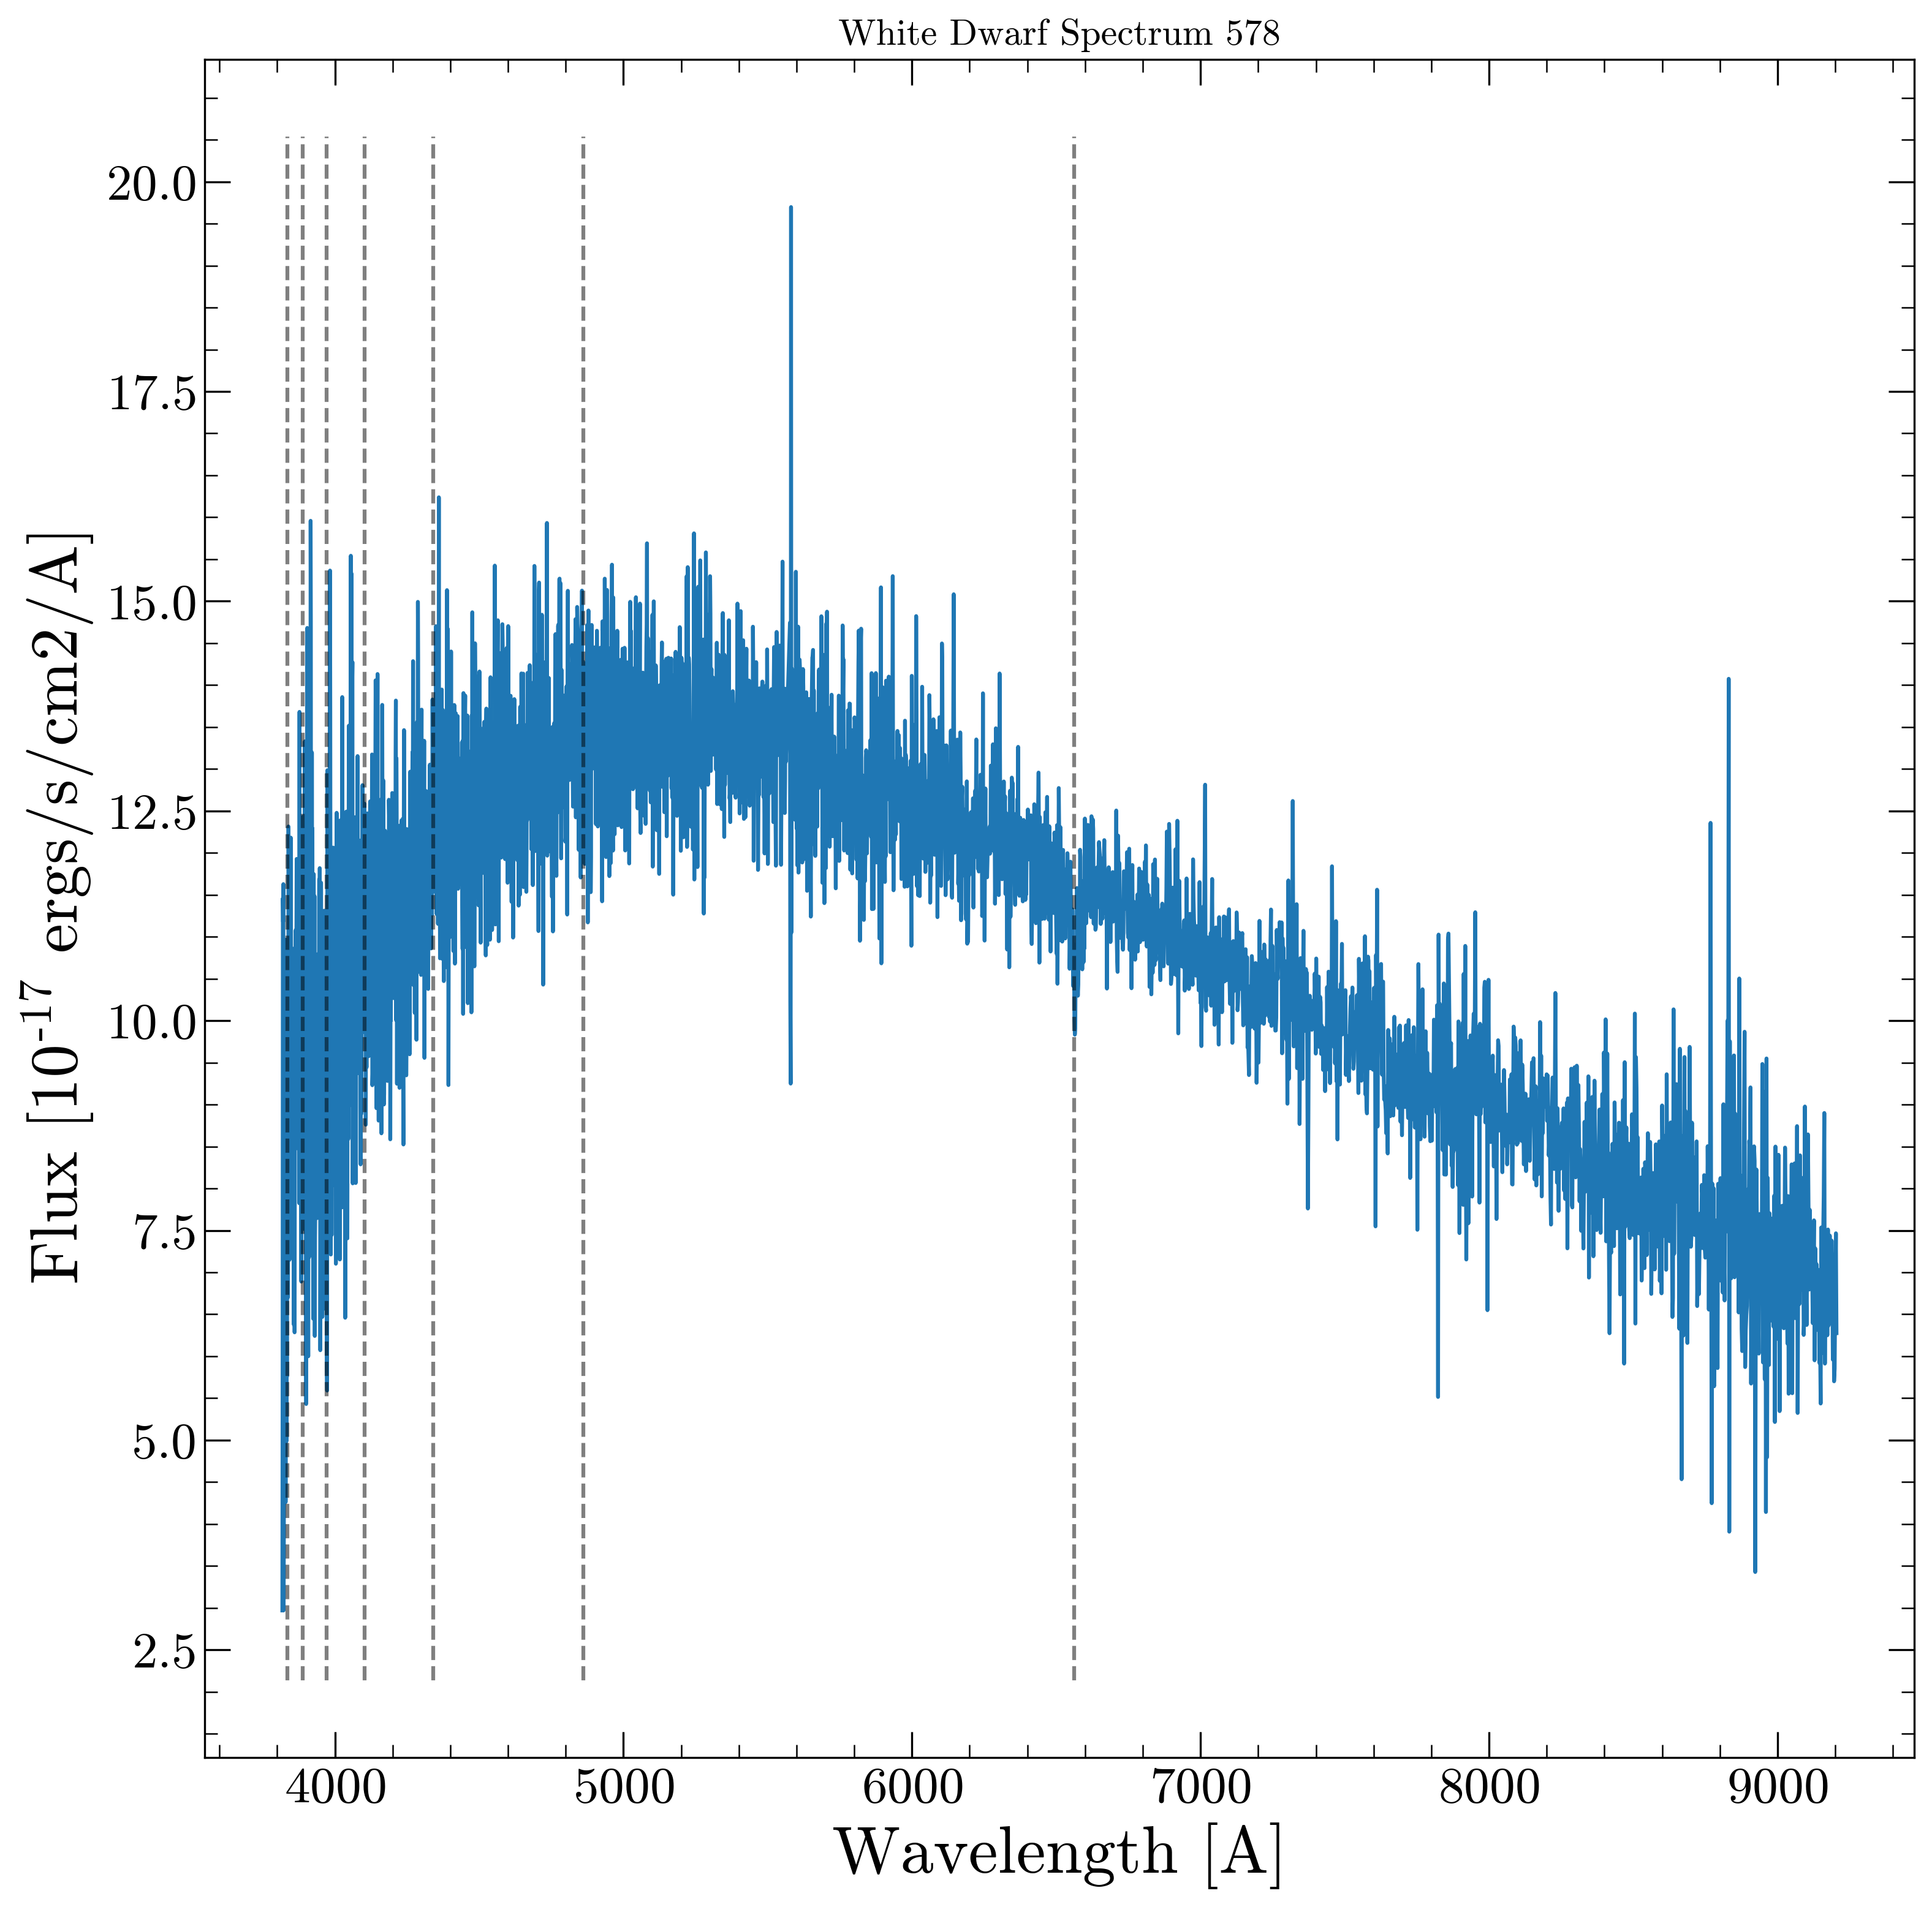 White Dwarf Spectrum 578
20.0
17.5
15.0
12.5
10.0
7.5
5.0
2.5
Flux [10-17 ergs/s/cm2/A]
4000 5000 6000 7000 8000 9000
Wavelength [A]